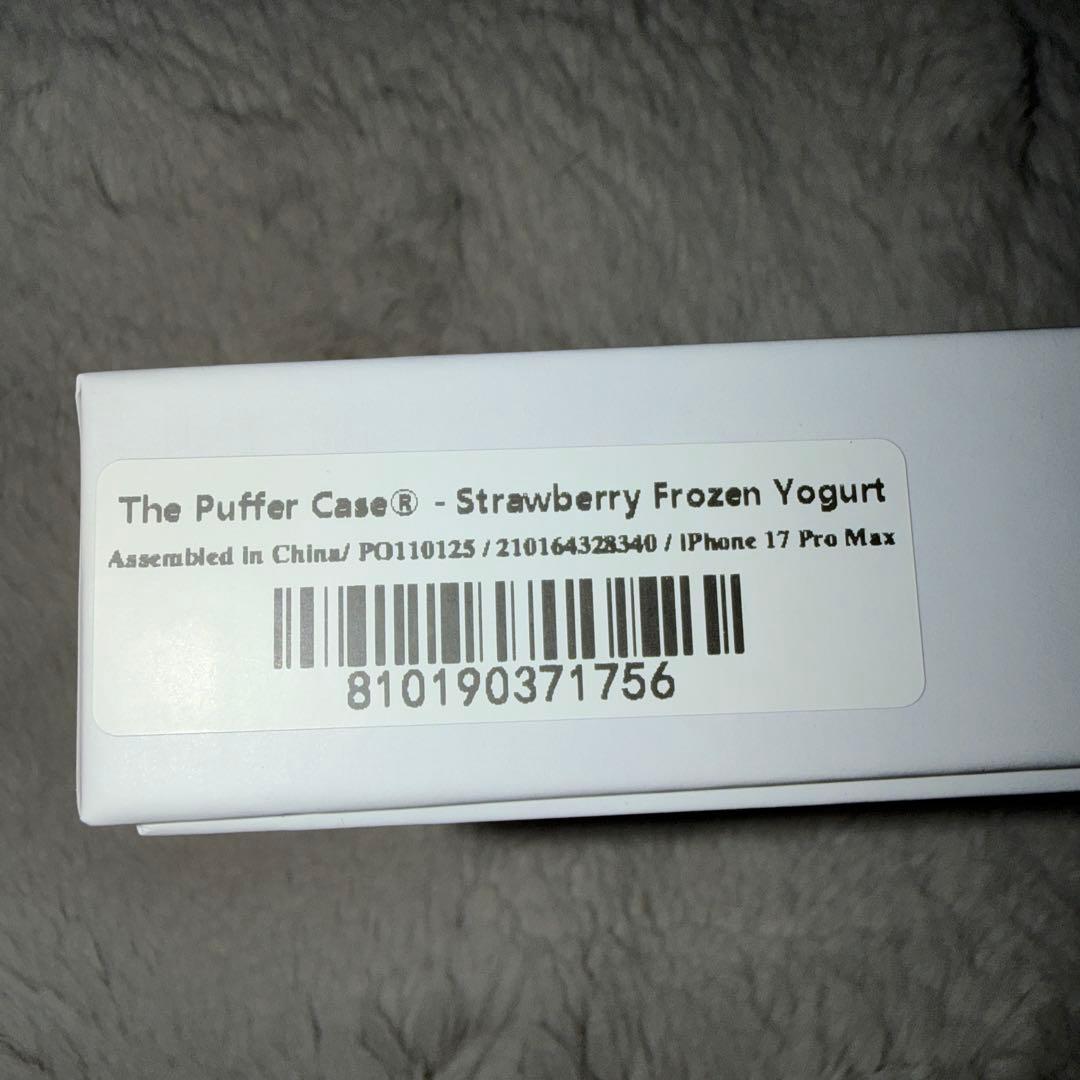 The Puffer Case® - Strawberry Frozen Yogurt
Assembled in China/ PO110125 / 210164328340 / iPhone 17 Pro Max
810190371756